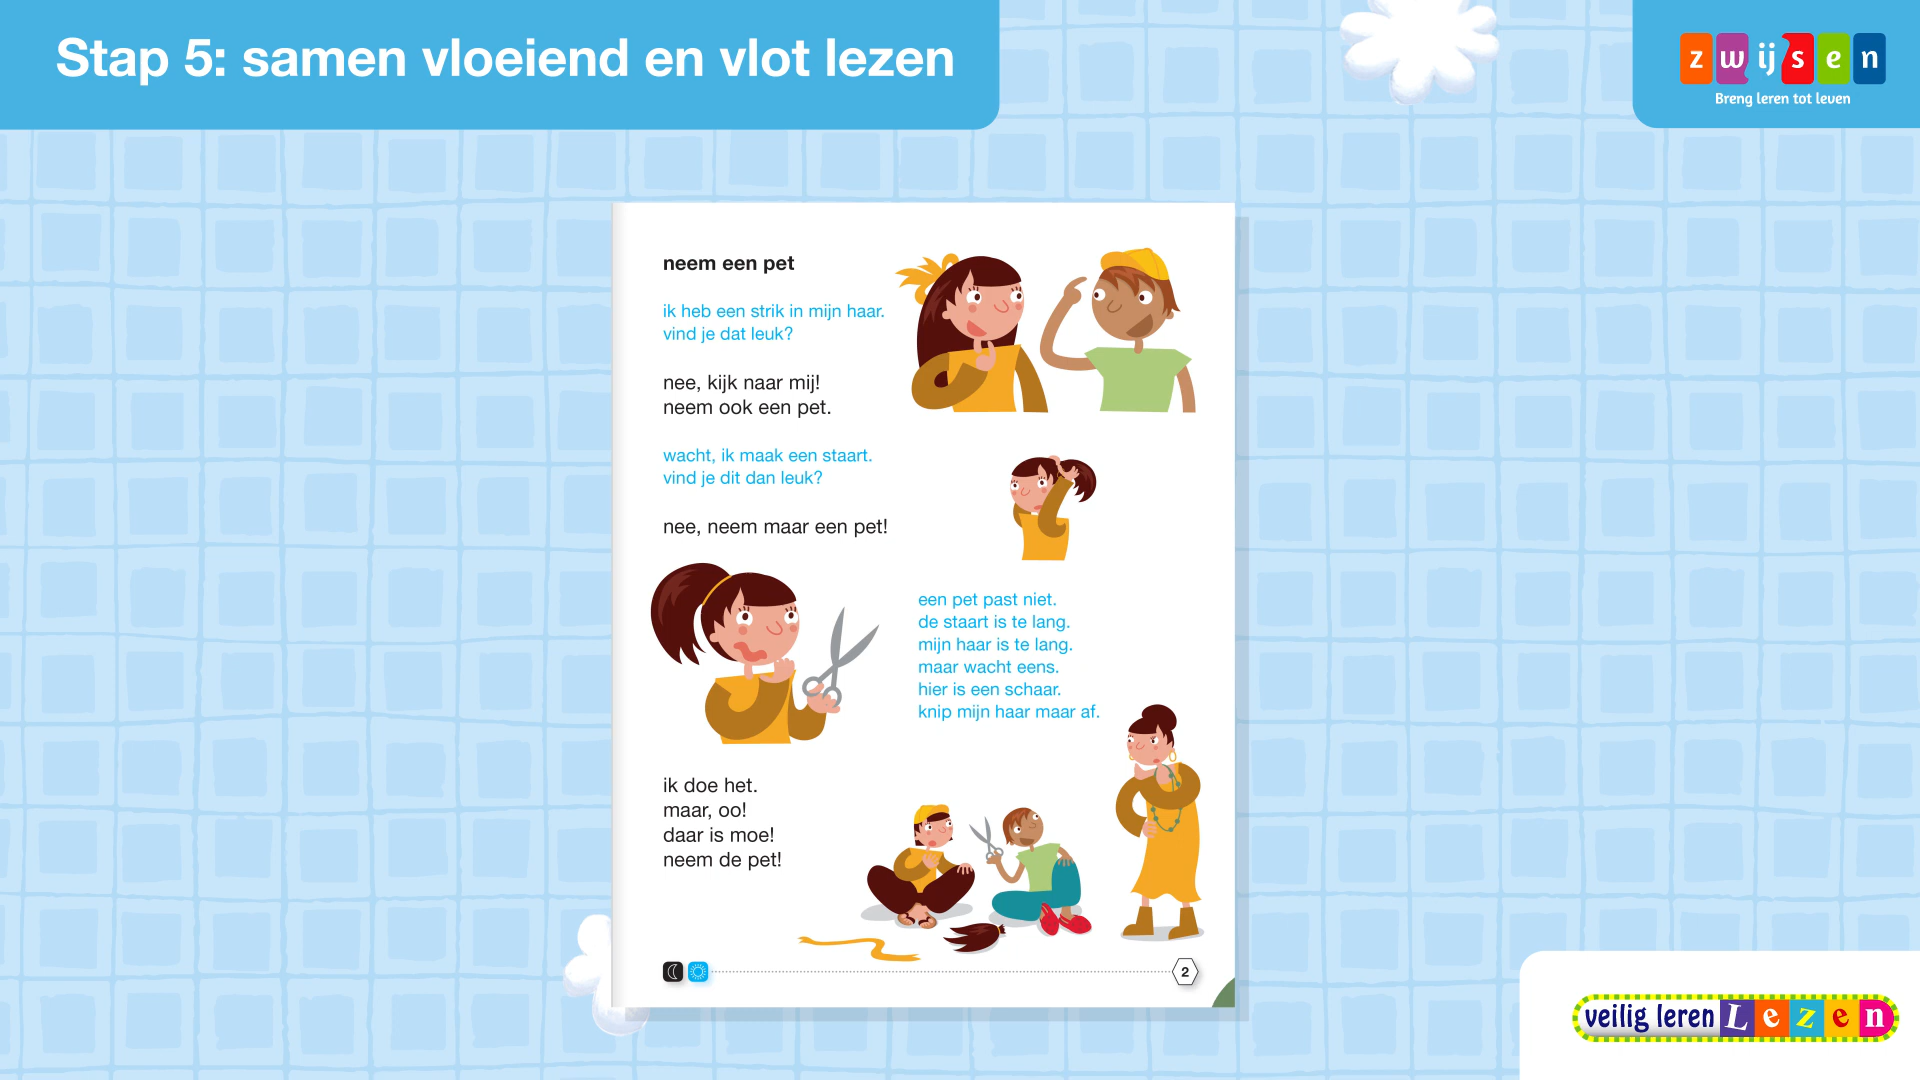 Stap 5: samen vloeiend en vlot lezen
zwijsen
Breng leren tot leven
neem een pet
ik heb een strik in mijn haar.
vind je dat leuk?
nee, kijk naar mij!
neem ook een pet.
wacht, ik maak een staart.
vind je dit dan leuk?
nee, neem maar een pet!
een pet past niet.
de staart is te lang.
mijn haar is te lang.
maar wacht eens.
hier is een schaar.
knip mijn haar maar af.
ik doe het.
maar, oo!
daar is moe!
neem de pet!
2
veilig leren Lezen